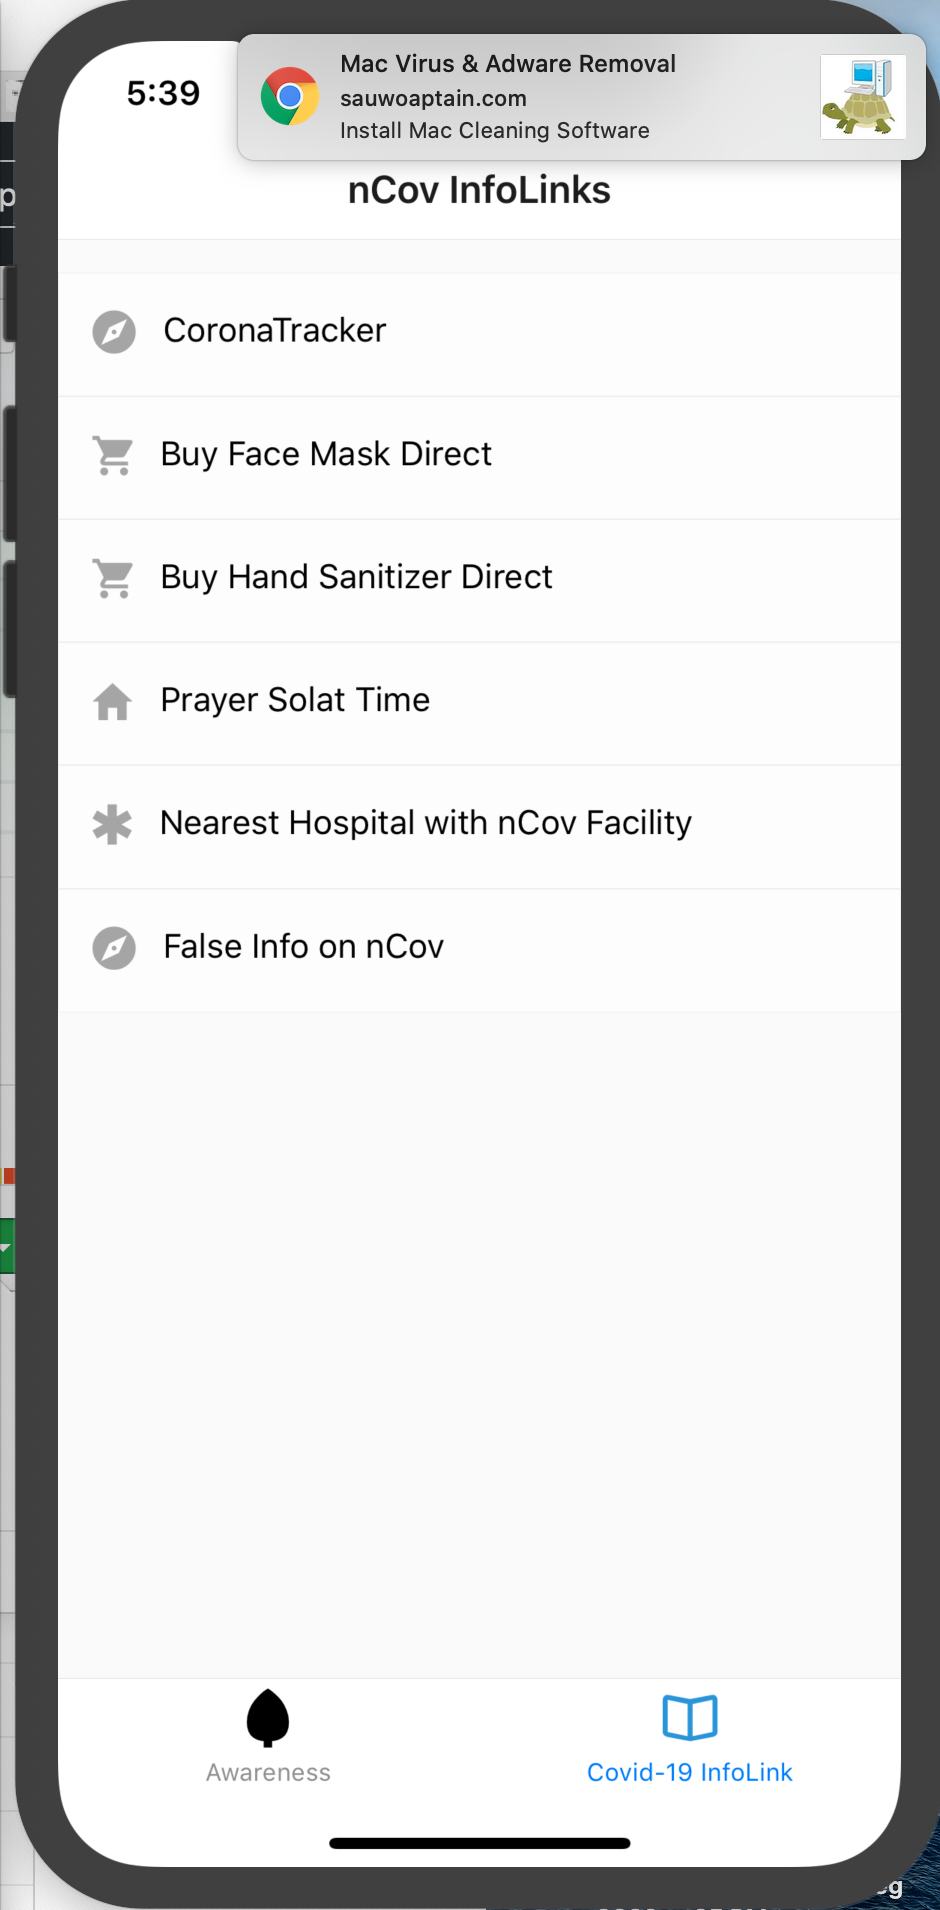 5:39
Mac Virus & Adware Removal
sauwoaptain.com
Install Mac Cleaning Software
nCov InfoLinks
CoronaTracker
Buy Face Mask Direct
Buy Hand Sanitizer Direct
Prayer Solat Time
Nearest Hospital with nCov Facility
False Info on nCov
Awareness
Covid-19 InfoLink